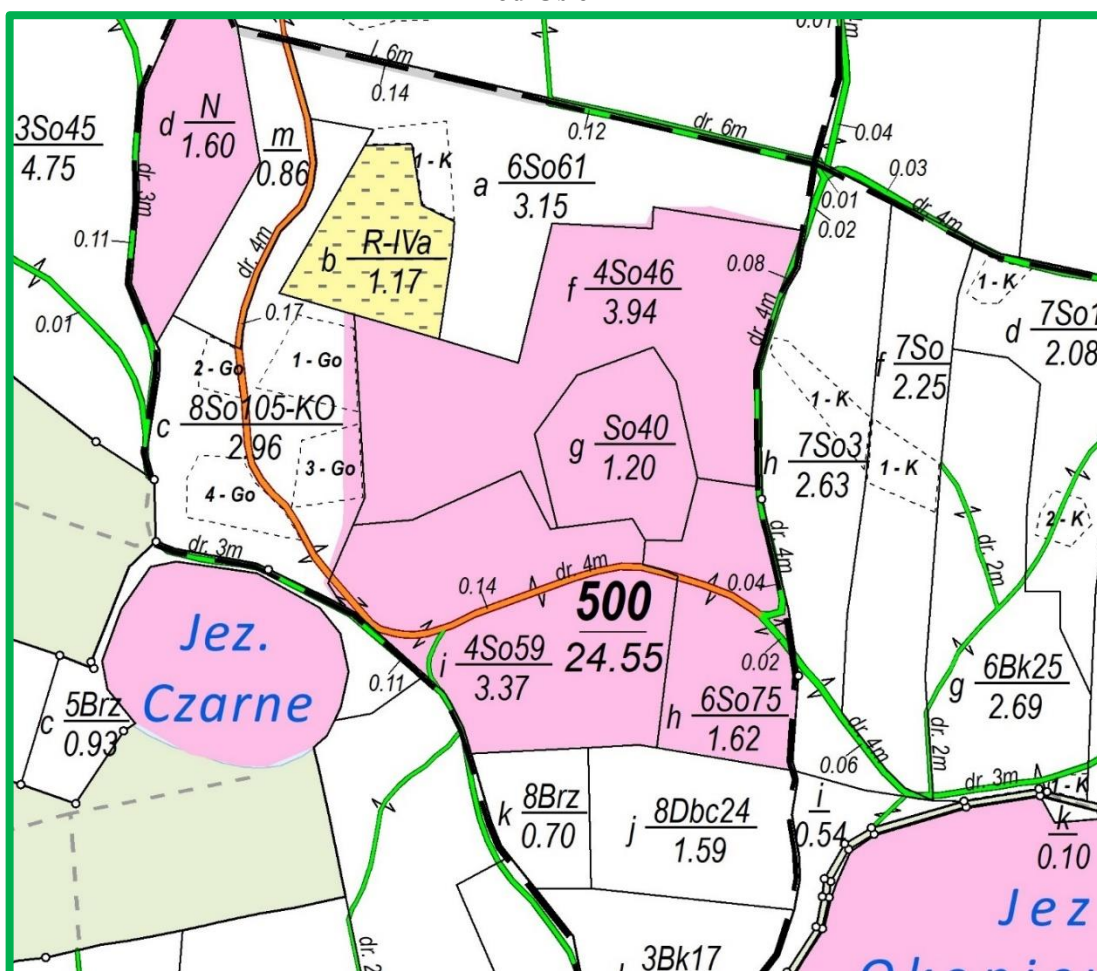 0.01
l. 6m
0.14
dr. 6m
0.12
0.04
0.03
0.01
0.02
dr. 4m
3So45
4.75
d N
1.60
m
0.86
1 - K
a 6So61
3.15
dr. 3m
0.11
dr. 4m
b R-IVa
1.17
f 4So46
3.94
0.08
dr. 4m
1 - K
d 7So1
2.08
f 7So
2.25
0.01
0.17
2 - Go
1 - Go
c 8So105-KO
2.96
3 - Go
4 - Go
g So40
1.20
1 - K
h 7So3
2.63
1 - K
2 - K
dr. 3m
dr. 4m
dr. 2m
0.14
dr. 4m
0.04
500
24.55
Jez.
Czarne
0.11
i 4So59
3.37
h 6So75
1.62
0.02
g 6Bk25
2.69
c 5Brz
0.93
dr. 4m
0.06
dr. 2m
dr. 3m
1 - K
k 8Brz
0.70
j 8Dbc24
1.59
i
0.54
k
0.10
Jez
dr. 2
3Bk17